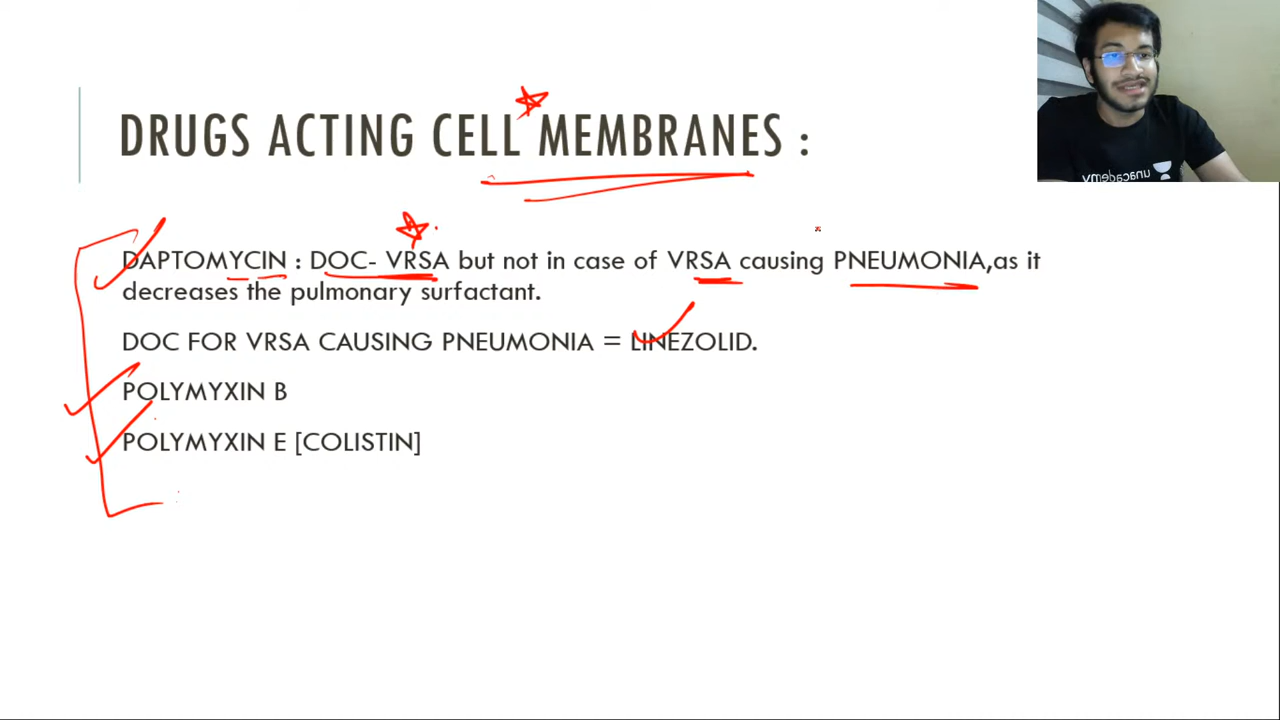 DRUGS ACTING CELL MEMBRANES :
DAPTOMYCIN : DOC- VRSA but not in case of VRSA causing PNEUMONIA,as it
decreases the pulmonary surfactant.
DOC FOR VRSA CAUSING PNEUMONIA = LINEZOLID.
POLYMYXIN B
POLYMYXIN E [COLISTIN]
unacademy